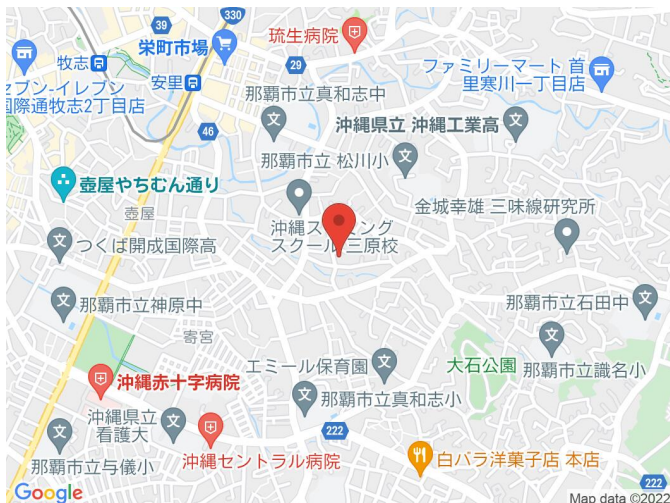 330
39
牧志
栄町市場
琉生病院
セブン-イレブン
国際通牧志2丁目店
安里
29
ファミリーマート 首
里寒川一丁目店
那覇市立真和志中
46
沖縄県立 沖縄工業高
那覇市立 松川小
壺屋やちむん通り
壺屋
沖縄スイミング
スクール 三原校
金城幸雄 三味線研究所
つくば開成国際高
那覇市立神原中
寄宮
那覇市立石田中
エミール保育園
大石公園
那覇市立識名小
沖縄赤十字病院
那覇市立真和志小
沖縄県立
看護大
222
沖縄セントラル病院
白バラ洋菓子店 本店
那覇市立与儀小
222
Google
Map data ©2022